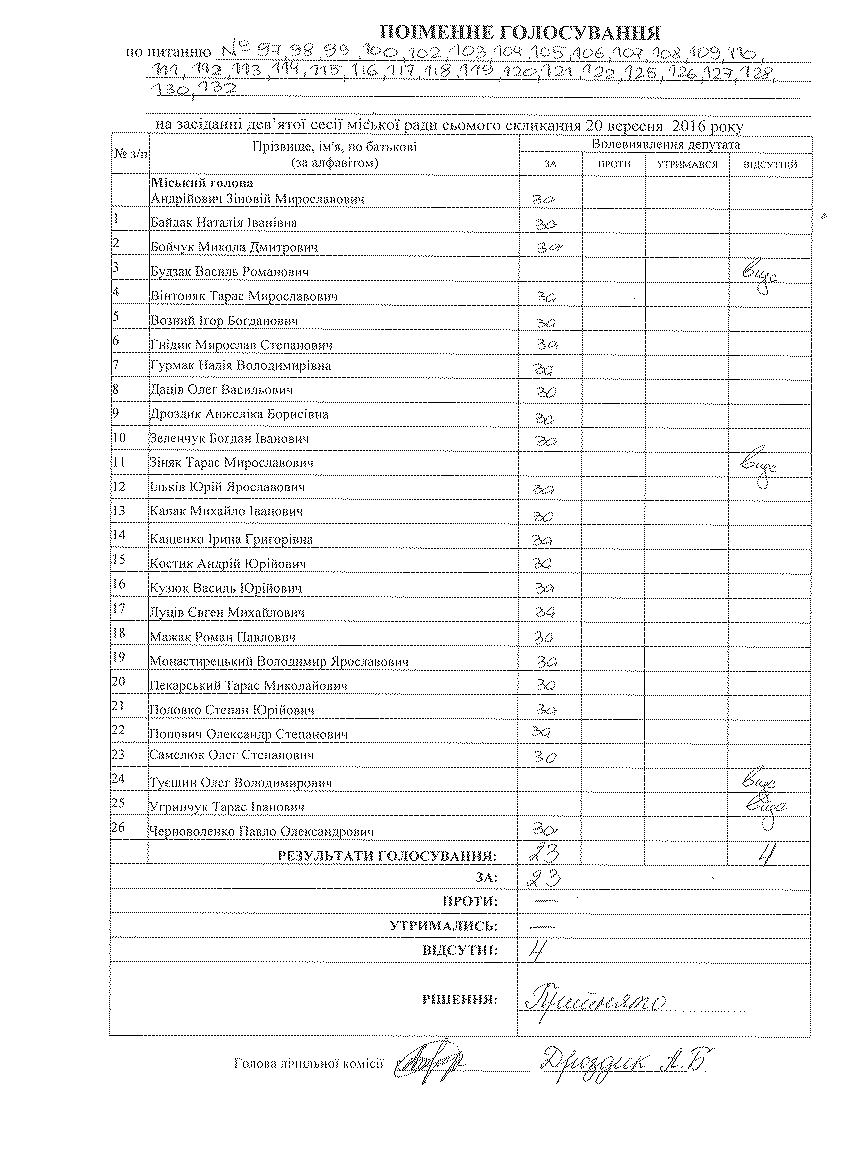 ПОІМЕННЕ ГОЛОСУВАННЯ
по питанню № 97,98,99,100,102,103,104,105,106,107,108,109,110,
111,112,113,114,115,116,117,118,119,120,121,122,125,126,127,128,
130,132
на засіданні дев’ятої сесії міської ради сьомого скликання 20 вересня 2016 року
№ з/п Прізвище, ім’я, по батькові (за алфавітом) Волевиявлення депутата
ЗА ПРОТИ УТРИМАВСЯ ВІДСУТНІЙ
Міський голова
Андрійович Зіновій Мирославович за
1 Байдак Наталія Іванівна за
2 Бойчук Микола Дмитрович за
3 Будзак Василь Романович відс
4 Вінтоняк Тарас Мирославович за
5 Возний Ігор Богданович за
6 Гнідик Мирослав Степанович за
7 Гурмак Надія Володимирівна за
8 Даців Олег Васильович за
9 Дроздик Анжеліка Борисівна за
10 Зеленчук Богдан Іванович за
11 Зіняк Тарас Мирославович відс
12 Ільків Юрій Ярославович за
13 Капак Михайло Іванович за
14 Каценко Ірина Григорівна за
15 Костик Андрій Юрійович за
16 Кузюк Василь Юрійович за
17 Луців Євген Михайлович за
18 Мажак Роман Павлович за
19 Монастирецький Володимир Ярославович за
20 Пекарський Тарас Миколайович за
21 Половко Степан Юрійович за
22 Попович Олександр Степанович за
23 Самелюк Олег Степанович за
24 Туєшин Олег Володимирович відс
25 Угринчук Тарас Іванович відс
26 Черноволенко Павло Олександрович за
РЕЗУЛЬТАТИ ГОЛОСУВАННЯ: 23 4
ЗА: 23
ПРОТИ: —
УТРИМАЛИСЬ: —
ВІДСУТНІ: 4
РІШЕННЯ: Прийнято
Голова лічильної комісії Дроздик А.Б